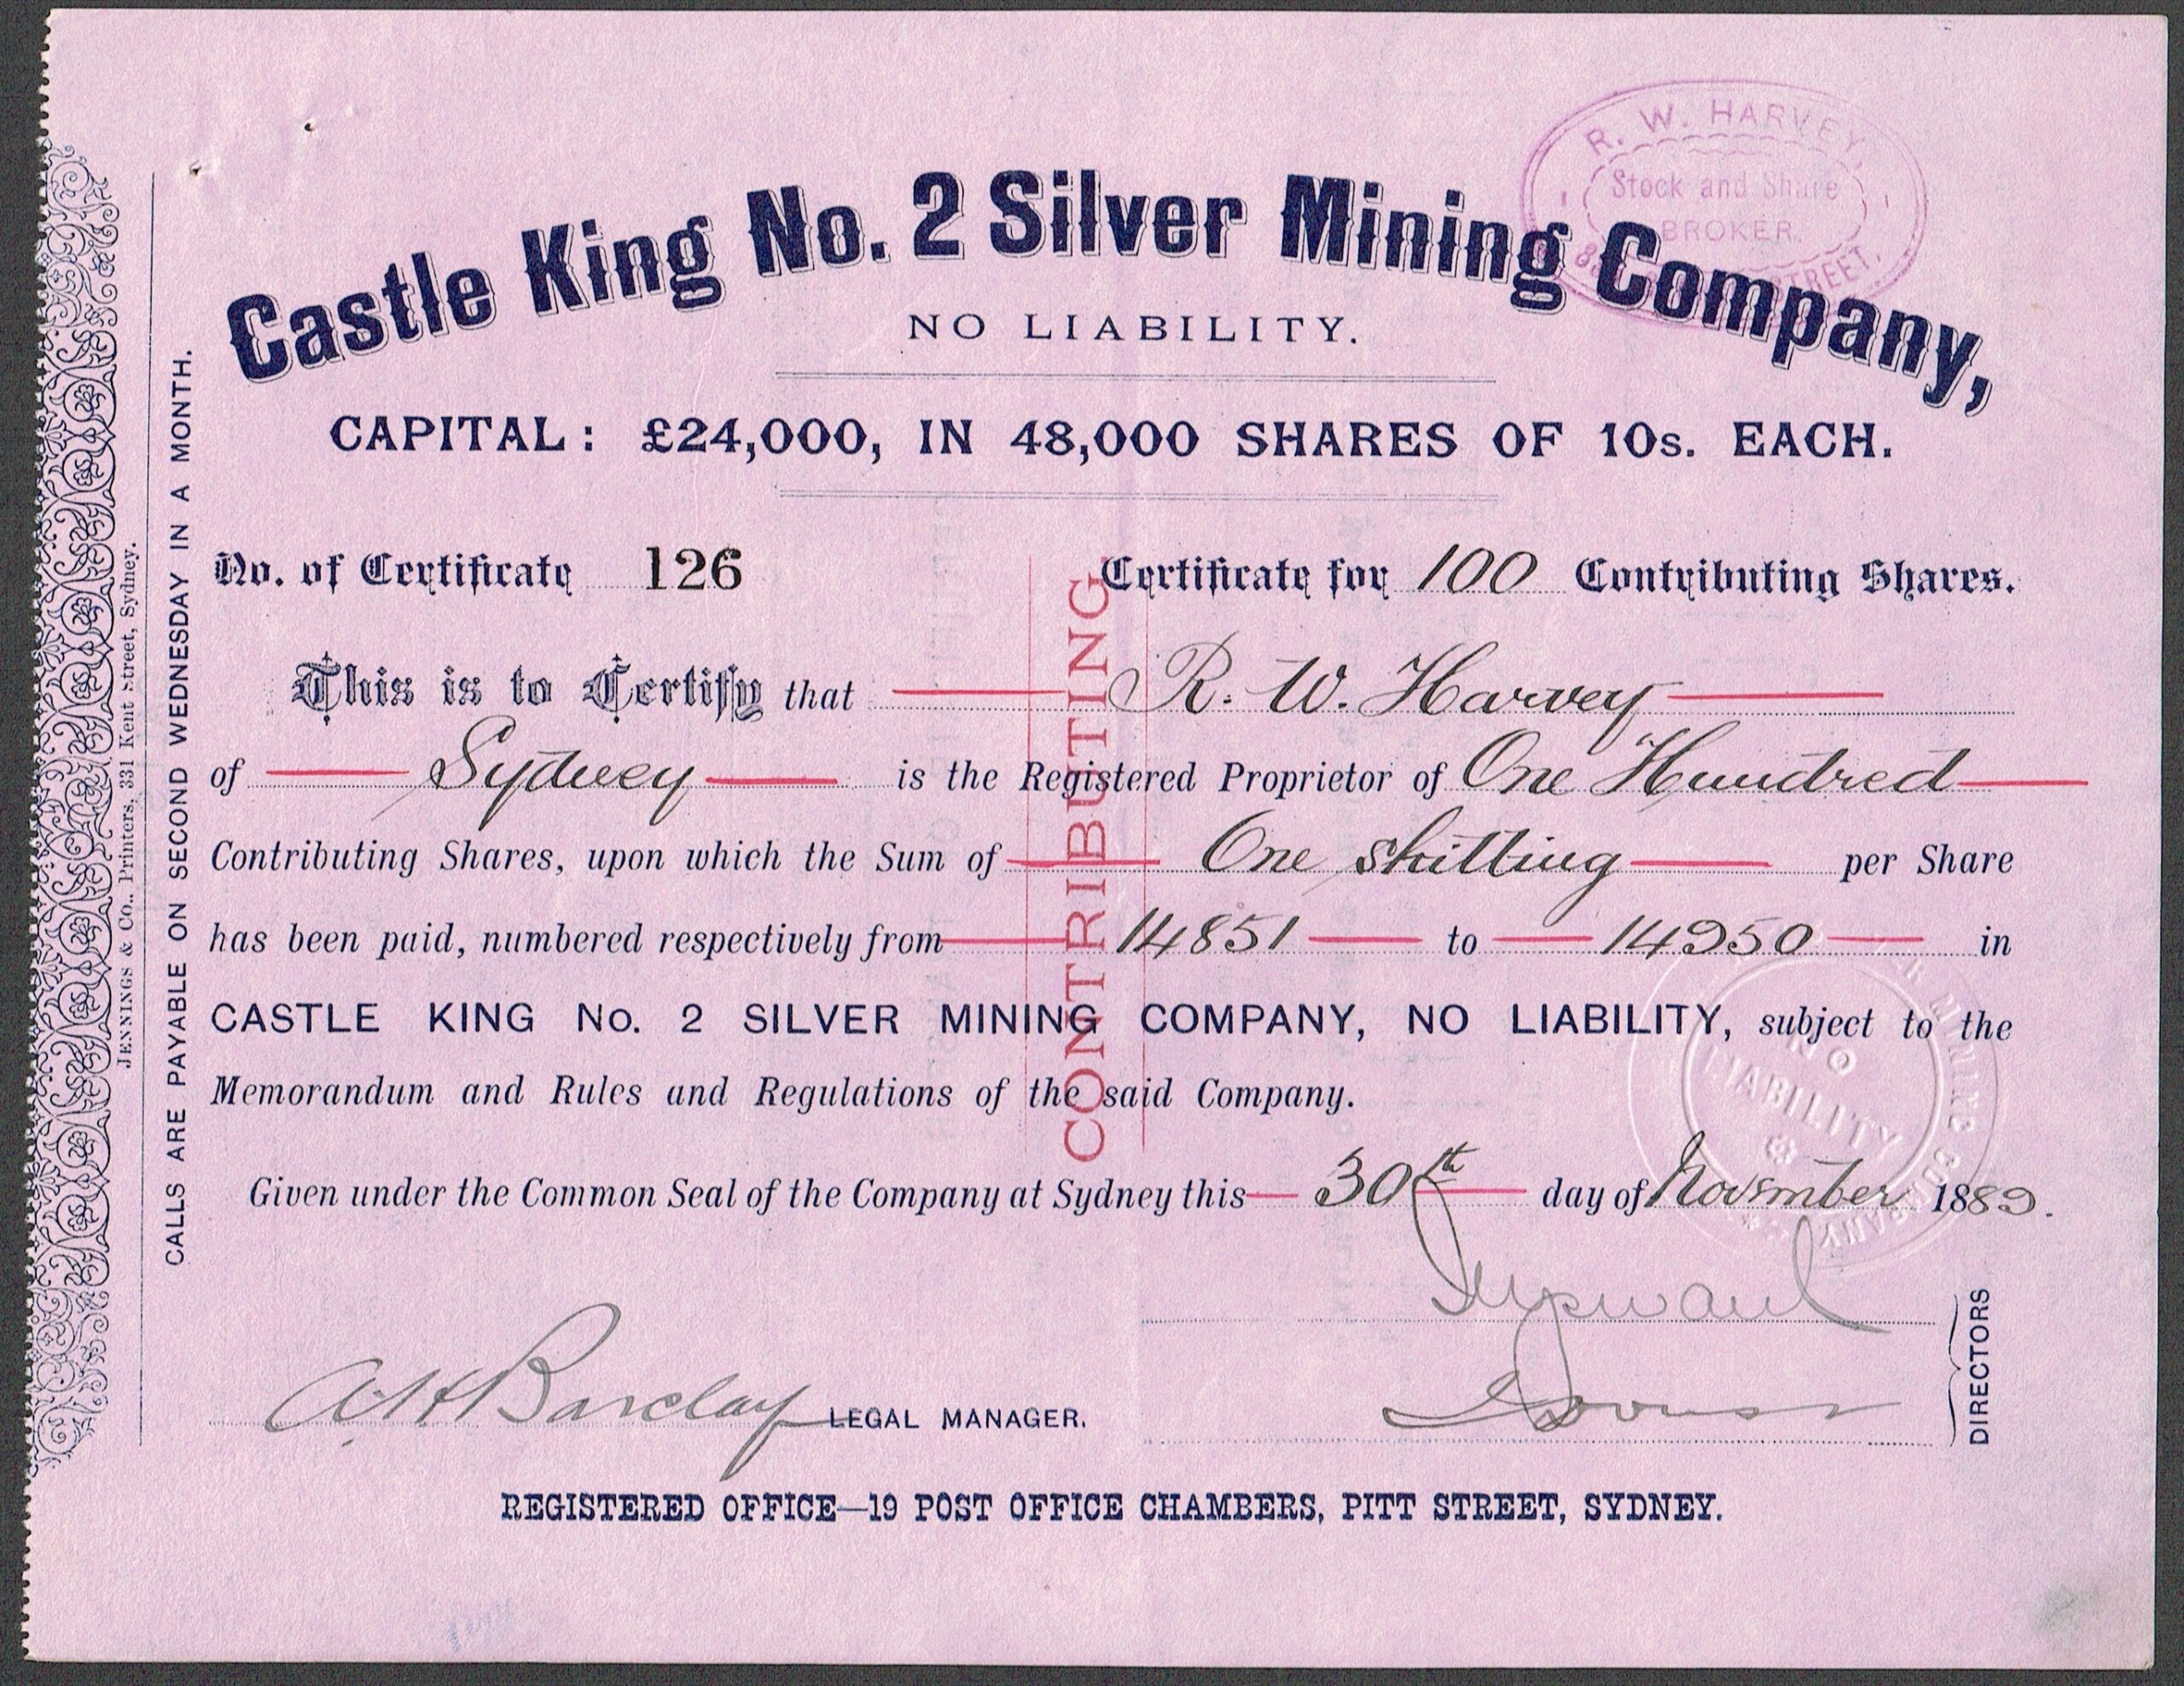 R. W. HARVEY,
Stock and Share
BROKER.
STREET.
Castle King No. 2 Silver Mining Company,
NO LIABILITY.
CAPITAL: £24,000, IN 48,000 SHARES OF 10s. EACH.
No. of Certificate 126 Certificate for 100 Contributing Shares.
This is to Certify that R. W. Harvey
of Sydney is the Registered Proprietor of One Hundred
Contributing Shares, upon which the Sum of One shilling per Share
has been paid, numbered respectively from 14851 to 14950 in
CASTLE KING No. 2 SILVER MINING COMPANY, NO LIABILITY, subject to the
Memorandum and Rules and Regulations of the said Company.
Given under the Common Seal of the Company at Sydney this 30th day of November 1889.
A H Barclay LEGAL MANAGER.
DIRECTORS
REGISTERED OFFICE—19 POST OFFICE CHAMBERS, PITT STREET, SYDNEY.
CONTRIBUTING
CALLS ARE PAYABLE ON SECOND WEDNESDAY IN A MONTH.
JENNINGS & Co., Printers, 331 Kent Street, Sydney.
NO
LIABILITY
COMPANY